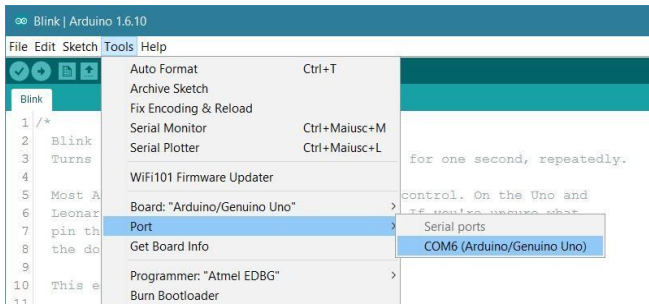 Blink | Arduino 1.6.10
File Edit Sketch Tools Help
Blink
Auto Format Ctrl+T
Archive Sketch
Fix Encoding & Reload
Serial Monitor Ctrl+Maiusc+M
Serial Plotter Ctrl+Maiusc+L
WiFi101 Firmware Updater
Board: "Arduino/Genuino Uno"
Port
Get Board Info
Programmer: "Atmel EDBG"
Burn Bootloader
Serial ports
COM6 (Arduino/Genuino Uno)
1 /*
2 Blink
3 Turns for one second, repeatedly.
4
5 Most A control. On the Uno and
6 Leonar If you're unsure what
7 pin th
8 the do
9
10 This e
11